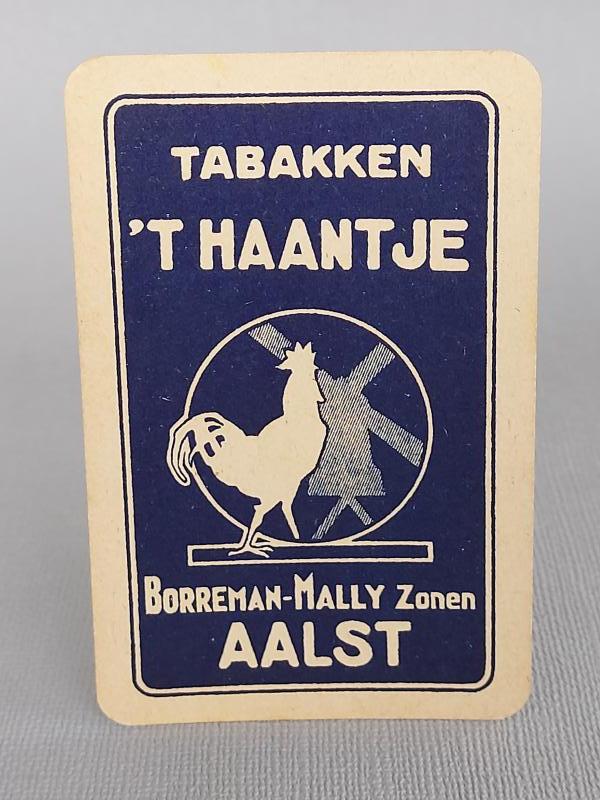 TABAKKEN
'T HAANTJE
BORREMAN-MALLY Zonen
AALST